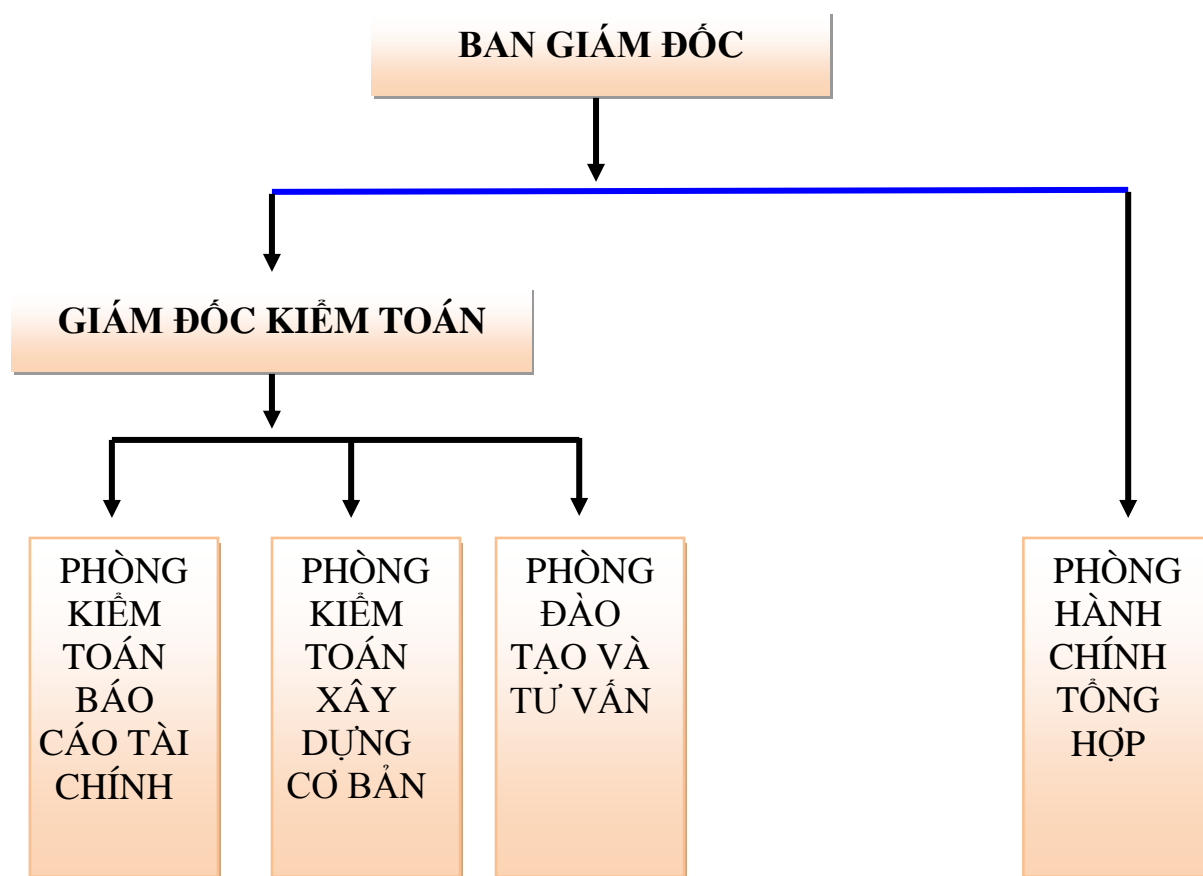 BAN GIÁM ĐỐC
GIÁM ĐỐC KIỂM TOÁN
PHÒNG
KIỂM
TOÁN
BÁO
CÁO TÀI
CHÍNH
PHÒNG
KIỂM
TOÁN
XÂY
DỰNG
CƠ BẢN
PHÒNG
ĐÀO
TẠO VÀ
TƯ VẤN
PHÒNG
HÀNH
CHÍNH
TỔNG
HỢP